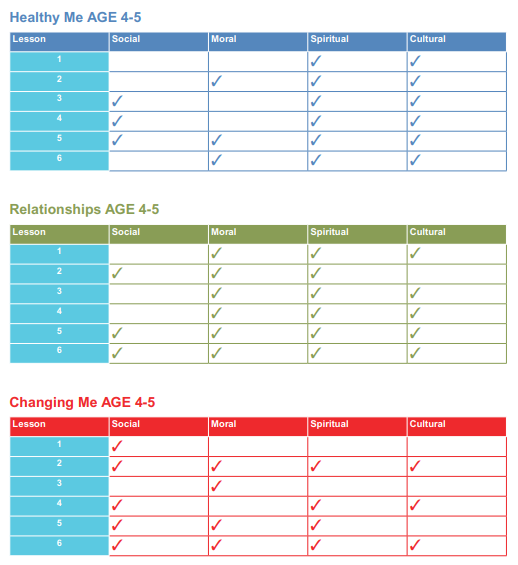 Healthy Me AGE 4-5
Lesson Social Moral Spiritual Cultural
1 ✓ ✓
2 ✓ ✓ ✓
3 ✓ ✓ ✓
4 ✓ ✓ ✓
5 ✓ ✓ ✓ ✓
6 ✓ ✓ ✓
Relationships AGE 4-5
Lesson Social Moral Spiritual Cultural
1 ✓ ✓ ✓
2 ✓ ✓ ✓
3 ✓ ✓ ✓
4 ✓ ✓ ✓
5 ✓ ✓ ✓ ✓
6 ✓ ✓ ✓ ✓
Changing Me AGE 4-5
Lesson Social Moral Spiritual Cultural
1 ✓
2 ✓ ✓ ✓ ✓
3 ✓
4 ✓ ✓ ✓
5 ✓ ✓ ✓
6 ✓ ✓ ✓ ✓